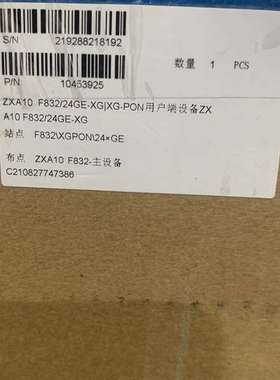 S/N 219288218192
数量 1 PCS
P/N 10453925
ZXA10 F832/24GE-XG|XG-PON用户端设备ZX
A10 F832/24GE-XG
站点 F832\XGPON\24×GE
布点 ZXA10 F832-主设备
C210827747386